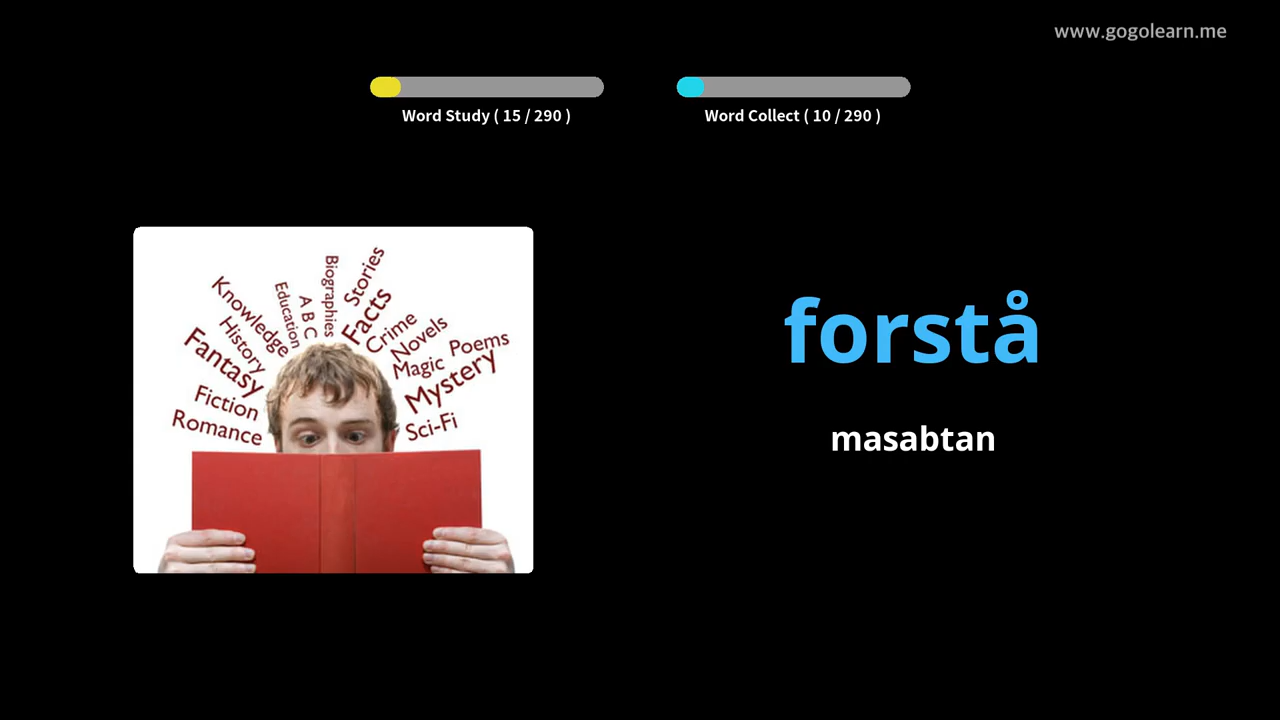 www.gogolearn.me
Word Study ( 15 / 290 )
Word Collect ( 10 / 290 )
Biographies
Stories
Education
A B C
Facts
Knowledge
Crime
History
Novels
Fantasy
Magic
Poems
Mystery
Fiction
Romance
Sci-Fi
forstå
masabtan